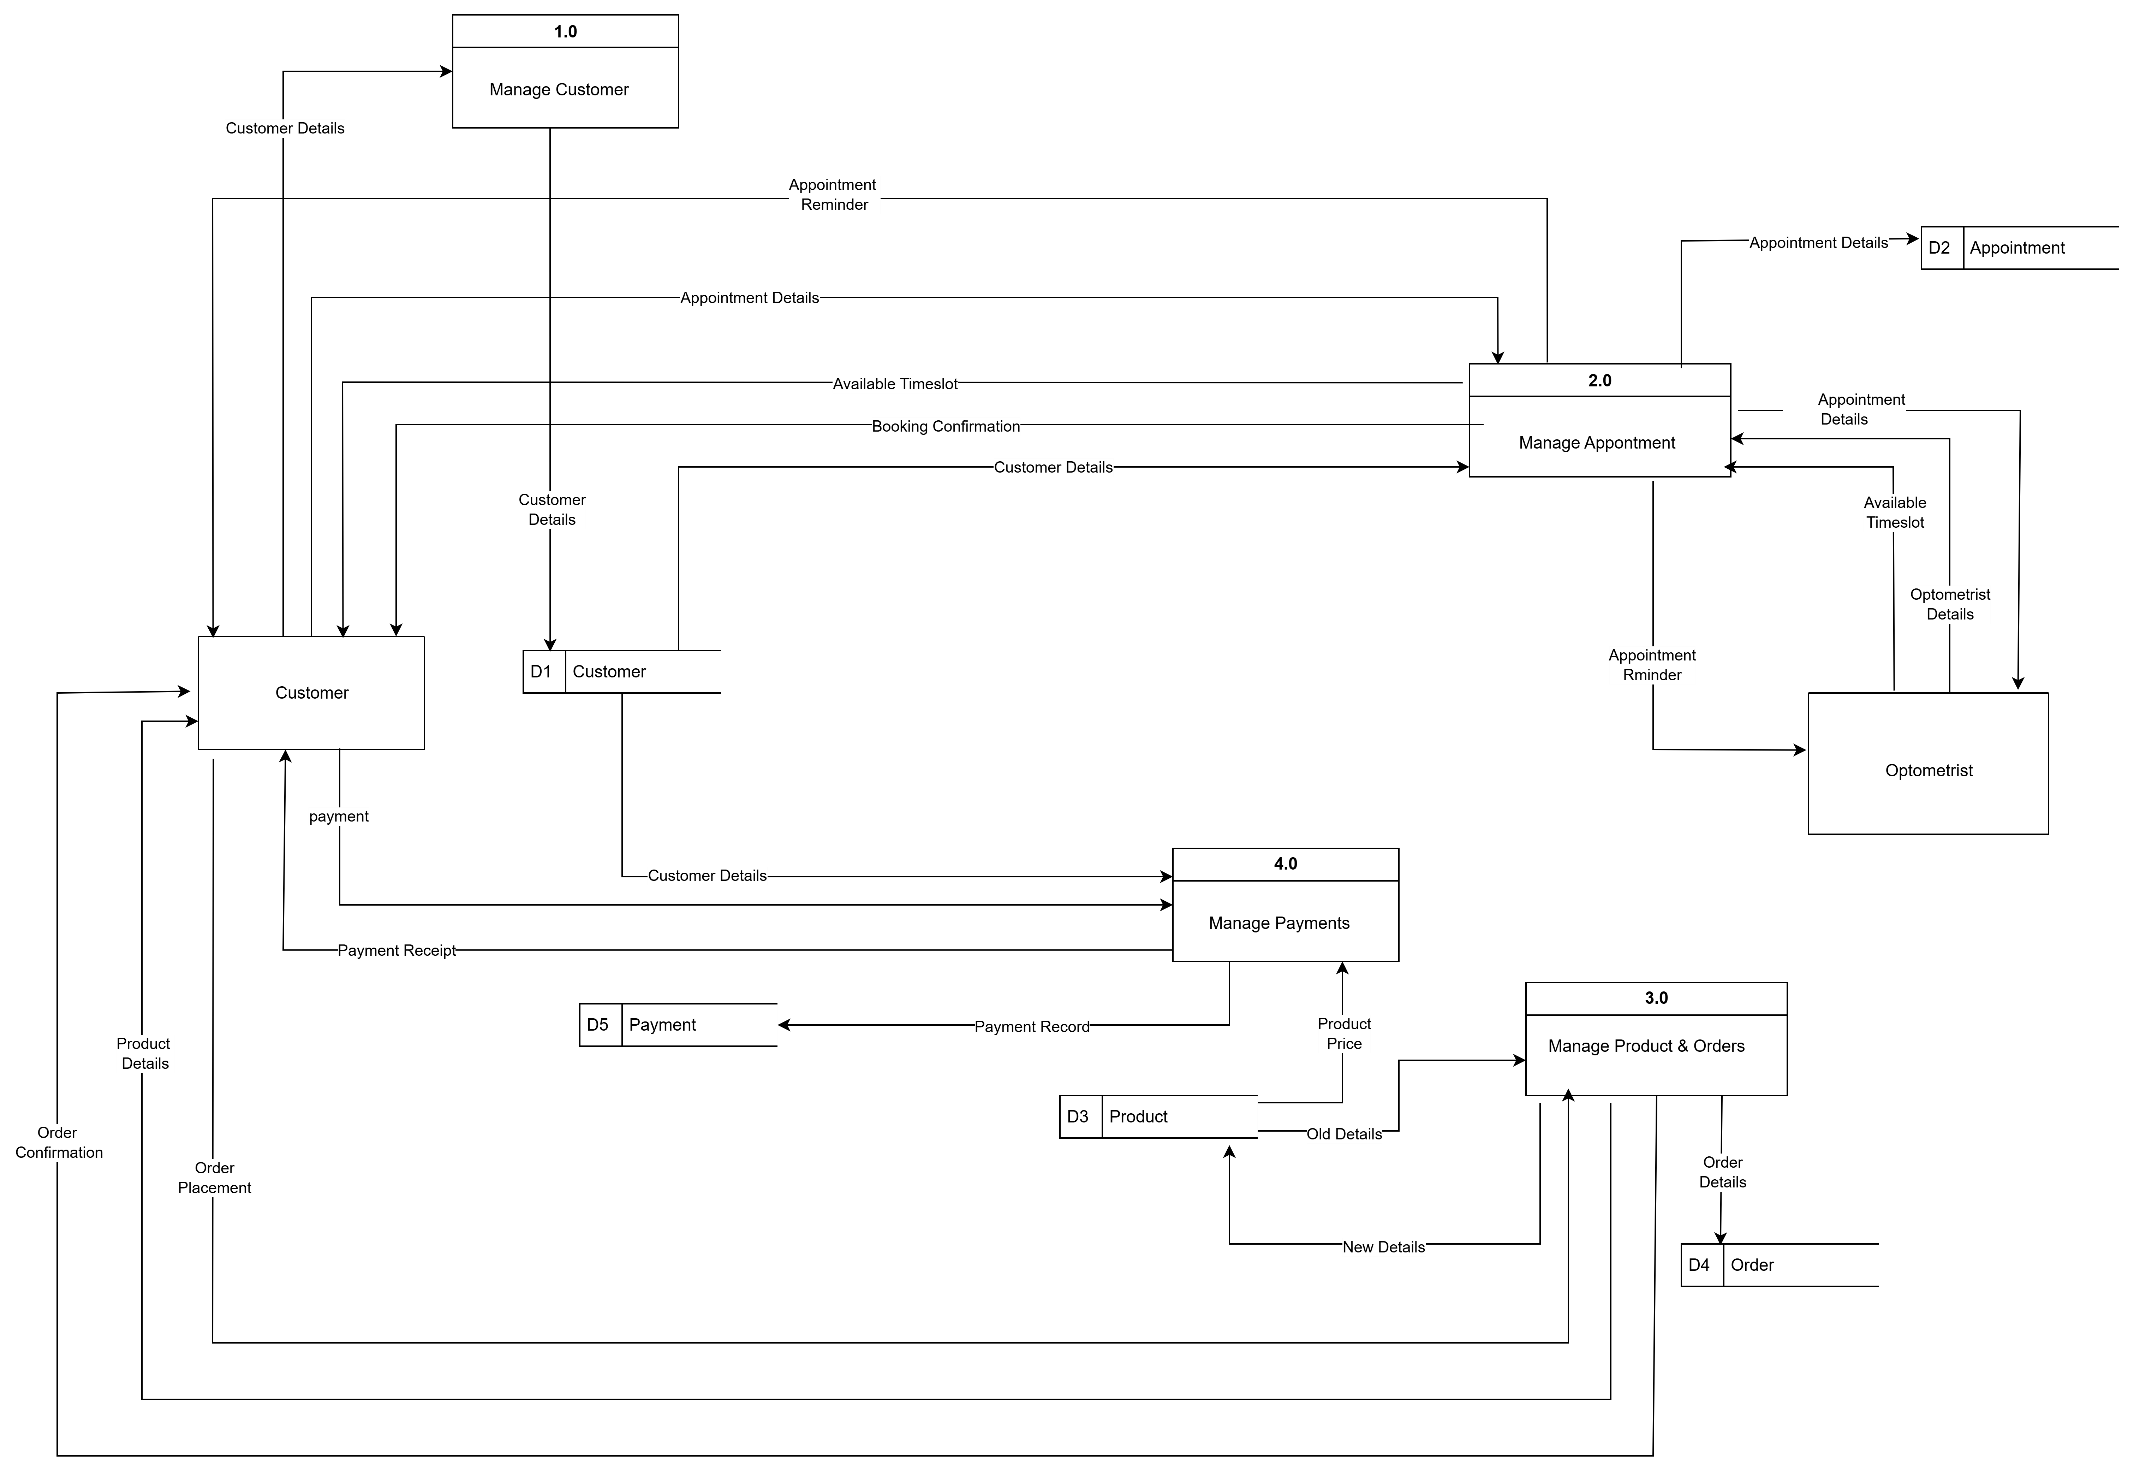 1.0
Manage Customer
Customer Details
Appointment
Reminder
Appointment Details
D2
Appointment
Appointment Details
2.0
Manage Appontment
Available Timeslot
Booking Confirmation
Customer Details
Appointment
Details
Customer
Details
Available
Timeslot
Optometrist
Details
Appointment
Rminder
D1
Customer
Customer
Optometrist
payment
4.0
Manage Payments
Customer Details
Payment Receipt
3.0
Manage Product & Orders
D5
Payment
Payment Record
Product
Price
Product
Details
D3
Product
Old Details
Order
Confirmation
Order
Placement
Order
Details
New Details
D4
Order